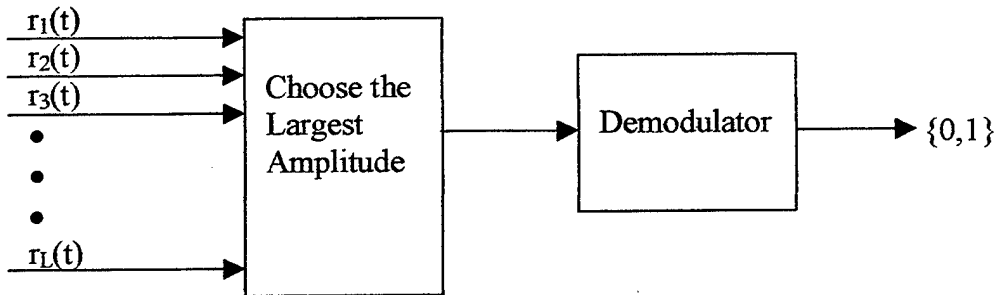 r1(t)
r2(t)
r3(t)
rL(t)
Choose the
Largest
Amplitude
Demodulator
{0,1}